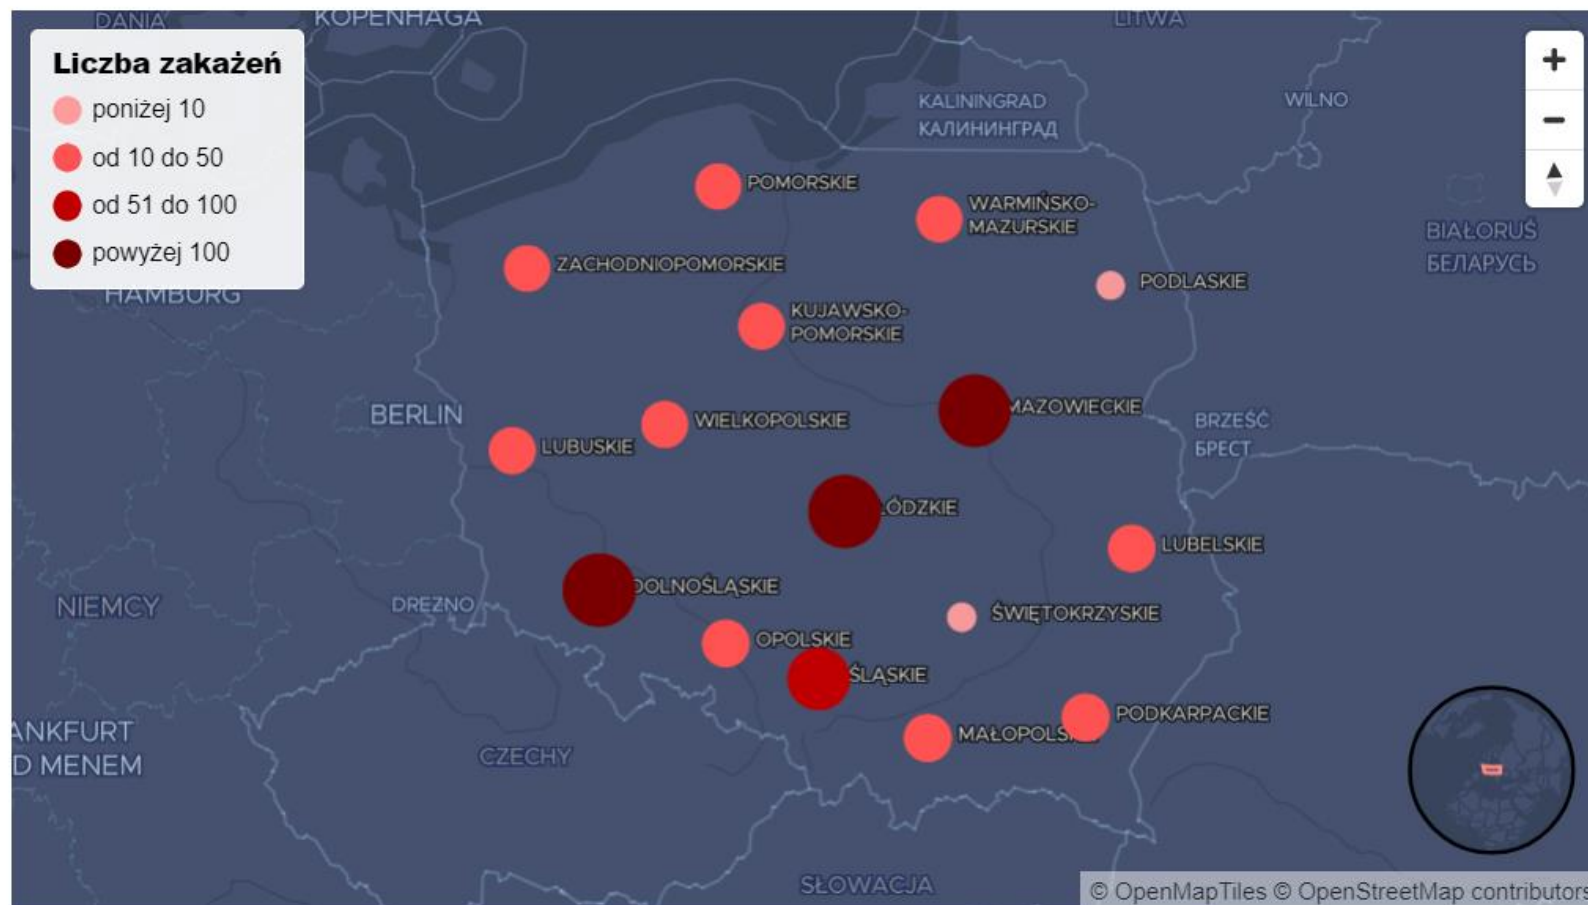 DANIA
KOPENHAGA
LITWA
Liczba zakażeń
poniżej 10
od 10 do 50
od 51 do 100
powyżej 100
HAMBURG
KALININGRAD
КАЛИНИНГРАД
WILNO
POMORSKIE
WARMIŃSKO-
MAZURSKIE
BIAŁORUŚ
БЕЛАРУСЬ
ZACHODNIOPOMORSKIE
PODLASKIE
KUJAWSKO-
POMORSKIE
BERLIN
WIELKOPOLSKIE
MAZOWIECKIE
BRZEŚĆ
БРЕСТ
LUBUSKIE
ŁÓDZKIE
LUBELSKIE
DOLNOŚLĄSKIE
NIEMCY
DREZNO
ŚWIĘTOKRZYSKIE
OPOLSKIE
ŚLĄSKIE
PODKARPACKIE
ANKFURT
D MENEM
MAŁOPOLS
CZECHY
SŁOWACJA
© OpenMapTiles © OpenStreetMap contributors